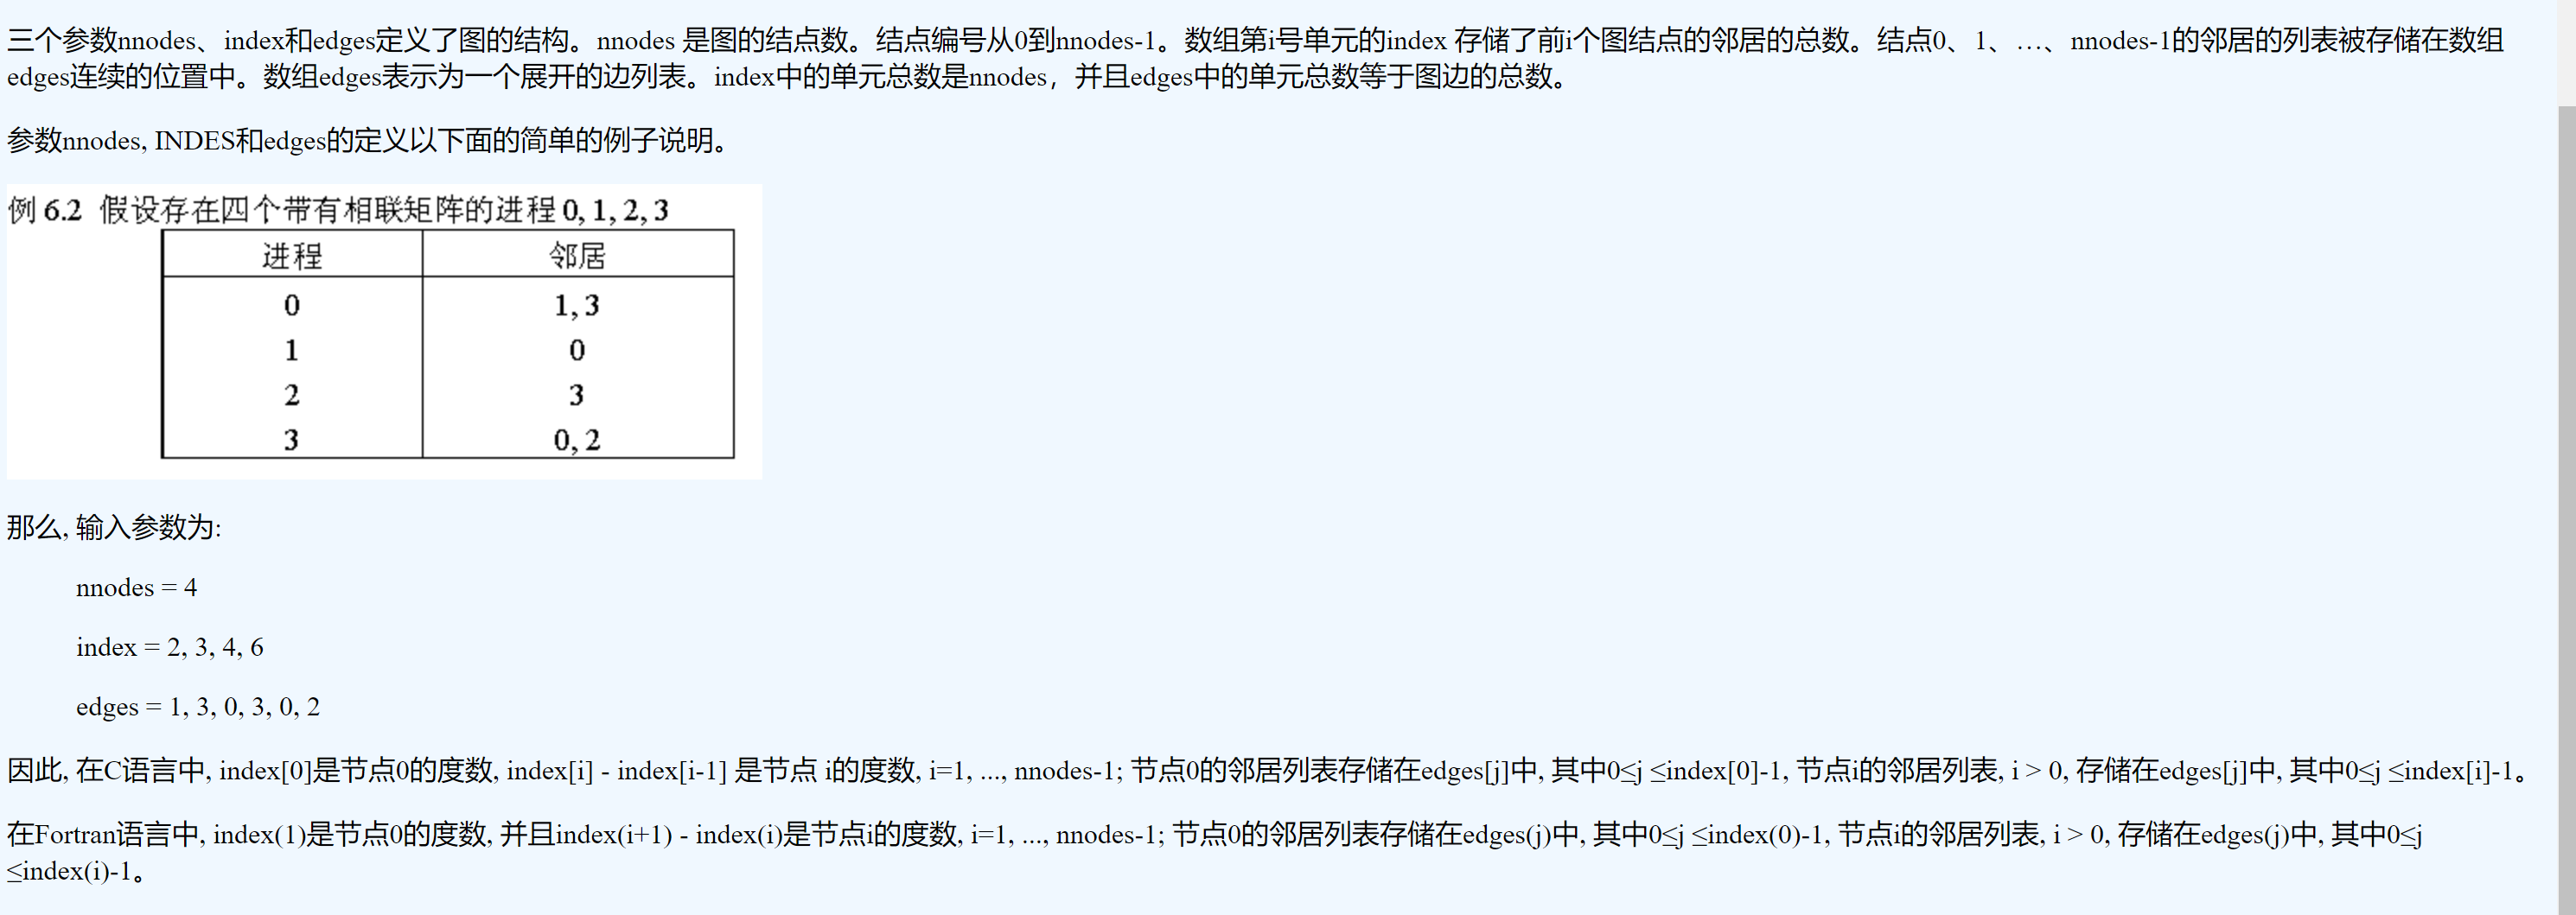 三个参数nnodes、index和edges定义了图的结构。nnodes 是图的结点数。结点编号从0到nnodes-1。数组第i号单元的index 存储了前i个图结点的邻居的总数。结点0、1、…、nnodes-1的邻居的列表被存储在数组
edges连续的位置中。数组edges表示为一个展开的边列表。index中的单元总数是nnodes，并且edges中的单元总数等于图边的总数。
参数nnodes, INDES和edges的定义以下面的简单的例子说明。
例 6.2 假设存在四个带有相联矩阵的进程 0, 1, 2, 3
进程 邻居
0 1, 3
1 0
2 3
3 0, 2
那么, 输入参数为:
nnodes = 4
index = 2, 3, 4, 6
edges = 1, 3, 0, 3, 0, 2
因此, 在C语言中, index[0]是节点0的度数, index[i] - index[i-1] 是节点 i的度数, i=1, ..., nnodes-1; 节点0的邻居列表存储在edges[j]中, 其中0≤j ≤index[0]-1, 节点i的邻居列表, i > 0, 存储在edges[j]中, 其中0≤j ≤index[i]-1。
在Fortran语言中, index(1)是节点0的度数, 并且index(i+1) - index(i)是节点i的度数, i=1, ..., nnodes-1; 节点0的邻居列表存储在edges(j)中, 其中0≤j ≤index(0)-1, 节点i的邻居列表, i > 0, 存储在edges(j)中, 其中0≤j
≤index(i)-1。